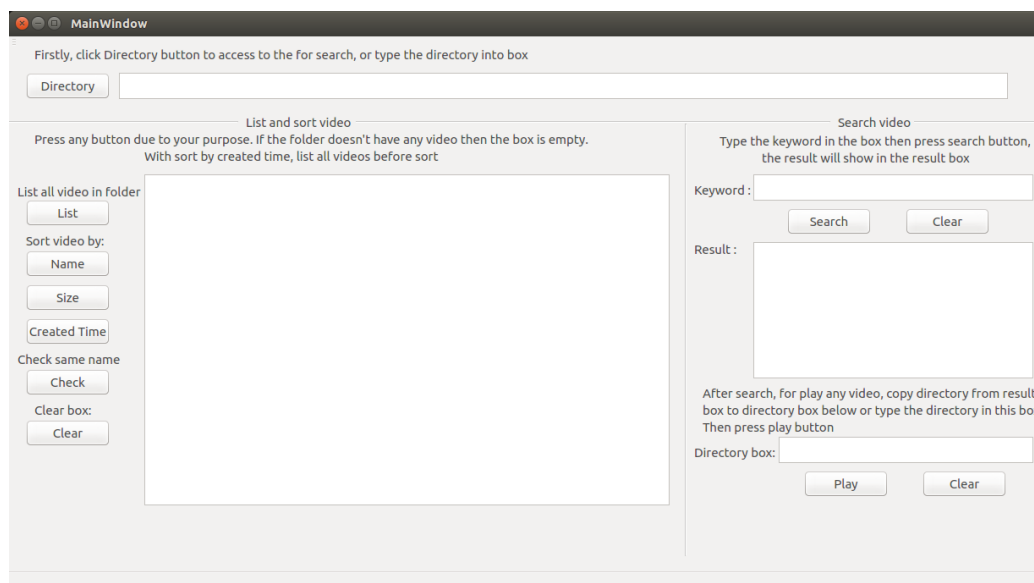 MainWindow
Firstly, click Directory button to access to the for search, or type the directory into box
Directory
List and sort video
Press any button due to your purpose. If the folder doesn't have any video then the box is empty.
With sort by created time, list all videos before sort
List all video in folder
List
Sort video by:
Name
Size
Created Time
Check same name
Check
Clear box:
Clear
Search video
Type the keyword in the box then press search button,
the result will show in the result box
Keyword :
Search
Clear
Result :
After search, for play any video, copy directory from result
box to directory box below or type the directory in this bo
Then press play button
Directory box:
Play
Clear